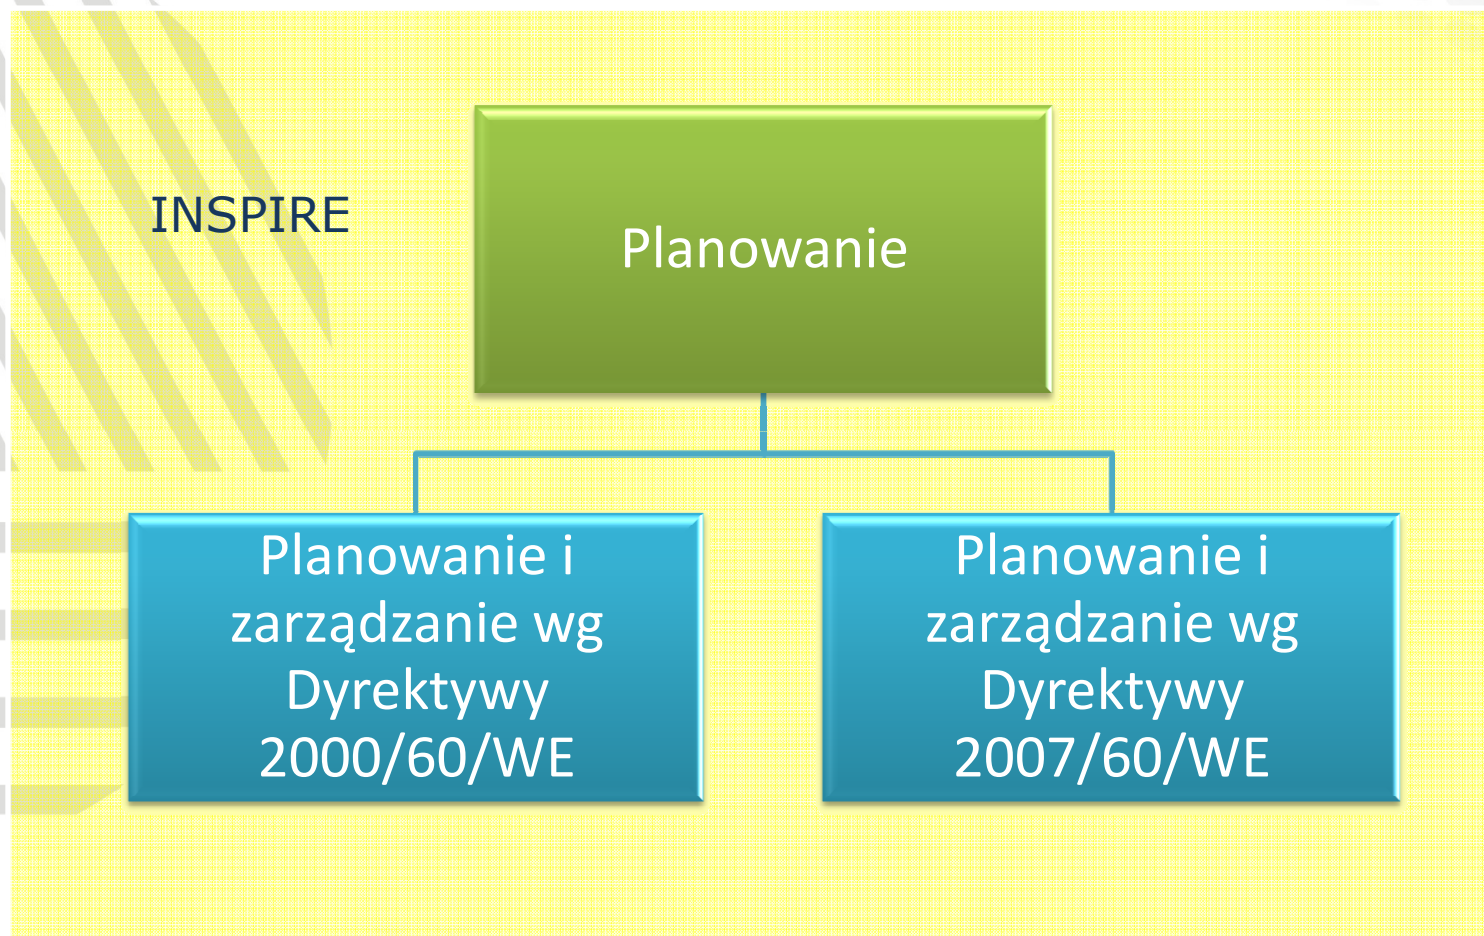 INSPIRE
Planowanie
Planowanie i
zarządzanie wg
Dyrektywy
2000/60/WE
Planowanie i
zarządzanie wg
Dyrektywy
2007/60/WE